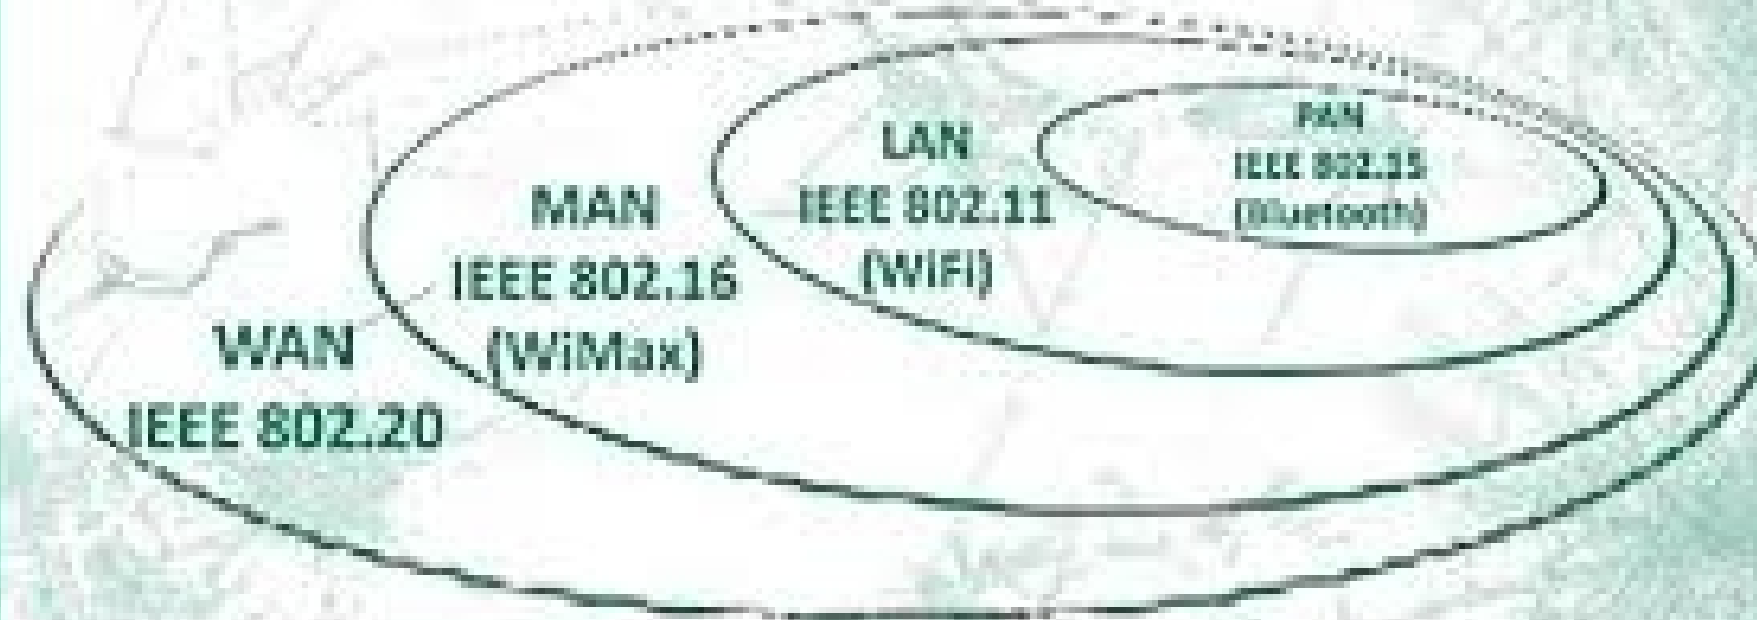 PAN
IEEE 802.15
(Bluetooth)
LAN
IEEE 802.11
(WiFi)
MAN
IEEE 802.16
(WiMax)
WAN
IEEE 802.20